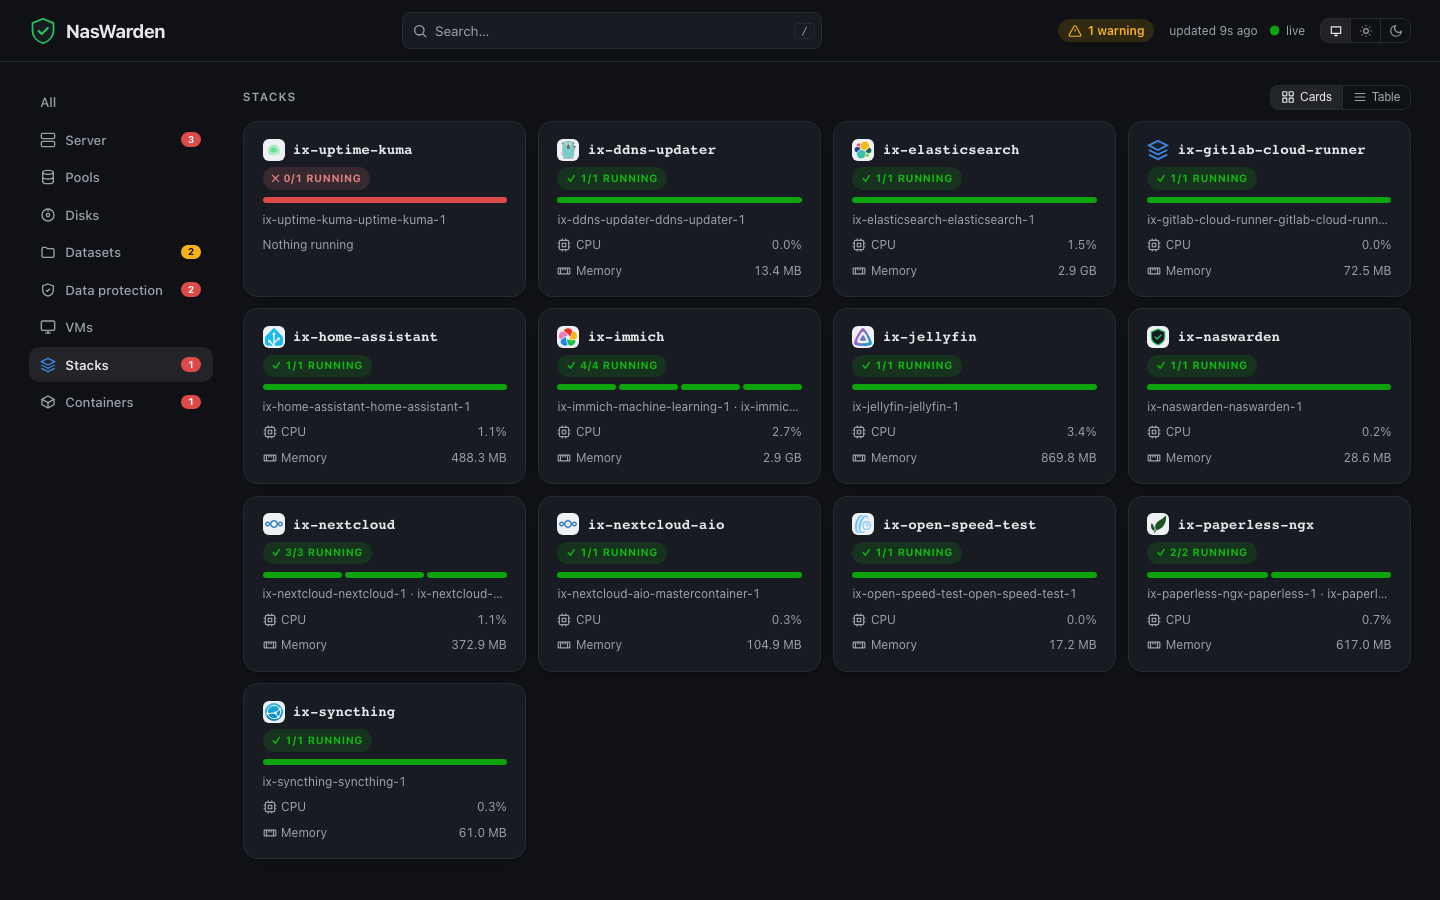 NasWarden
Search...
/
1 warning
updated 9s ago
live
All
Server
3
Pools
Disks
Datasets
2
Data protection
2
VMs
Stacks
1
Containers
1
STACKS
Cards
Table
ix-uptime-kuma
0/1 RUNNING
ix-uptime-kuma-uptime-kuma-1
Nothing running
ix-ddns-updater
1/1 RUNNING
ix-ddns-updater-ddns-updater-1
CPU 0.0%
Memory 13.4 MB
ix-elasticsearch
1/1 RUNNING
ix-elasticsearch-elasticsearch-1
CPU 1.5%
Memory 2.9 GB
ix-gitlab-cloud-runner
1/1 RUNNING
ix-gitlab-cloud-runner-gitlab-cloud-runn...
CPU 0.0%
Memory 72.5 MB
ix-home-assistant
1/1 RUNNING
ix-home-assistant-home-assistant-1
CPU 1.1%
Memory 488.3 MB
ix-immich
4/4 RUNNING
ix-immich-machine-learning-1 · ix-immic...
CPU 2.7%
Memory 2.9 GB
ix-jellyfin
1/1 RUNNING
ix-jellyfin-jellyfin-1
CPU 3.4%
Memory 869.8 MB
ix-naswarden
1/1 RUNNING
ix-naswarden-naswarden-1
CPU 0.2%
Memory 28.6 MB
ix-nextcloud
3/3 RUNNING
ix-nextcloud-nextcloud-1 · ix-nextcloud-...
CPU 1.1%
Memory 372.9 MB
ix-nextcloud-aio
1/1 RUNNING
ix-nextcloud-aio-mastercontainer-1
CPU 0.3%
Memory 104.9 MB
ix-open-speed-test
1/1 RUNNING
ix-open-speed-test-open-speed-test-1
CPU 0.0%
Memory 17.2 MB
ix-paperless-ngx
2/2 RUNNING
ix-paperless-ngx-paperless-1 · ix-paperl...
CPU 0.7%
Memory 617.0 MB
ix-syncthing
1/1 RUNNING
ix-syncthing-syncthing-1
CPU 0.3%
Memory 61.0 MB